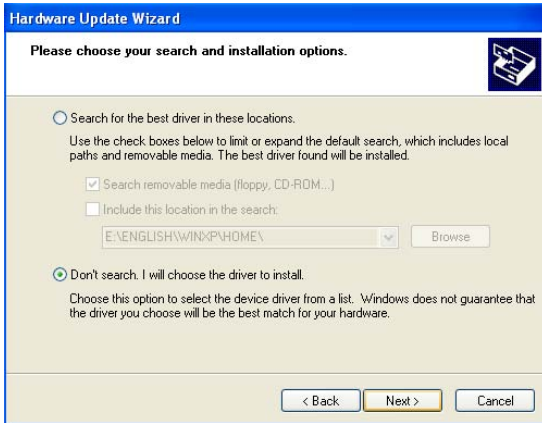 Hardware Update Wizard
Please choose your search and installation options.
Search for the best driver in these locations.
Use the check boxes below to limit or expand the default search, which includes local
paths and removable media. The best driver found will be installed.
Search removable media (floppy, CD-ROM...)
Include this location in the search:
E:\ENGLISH\WINXP\HOME\
Browse
Don't search. I will choose the driver to install.
Choose this option to select the device driver from a list. Windows does not guarantee that
the driver you choose will be the best match for your hardware.
< Back
Next >
Cancel